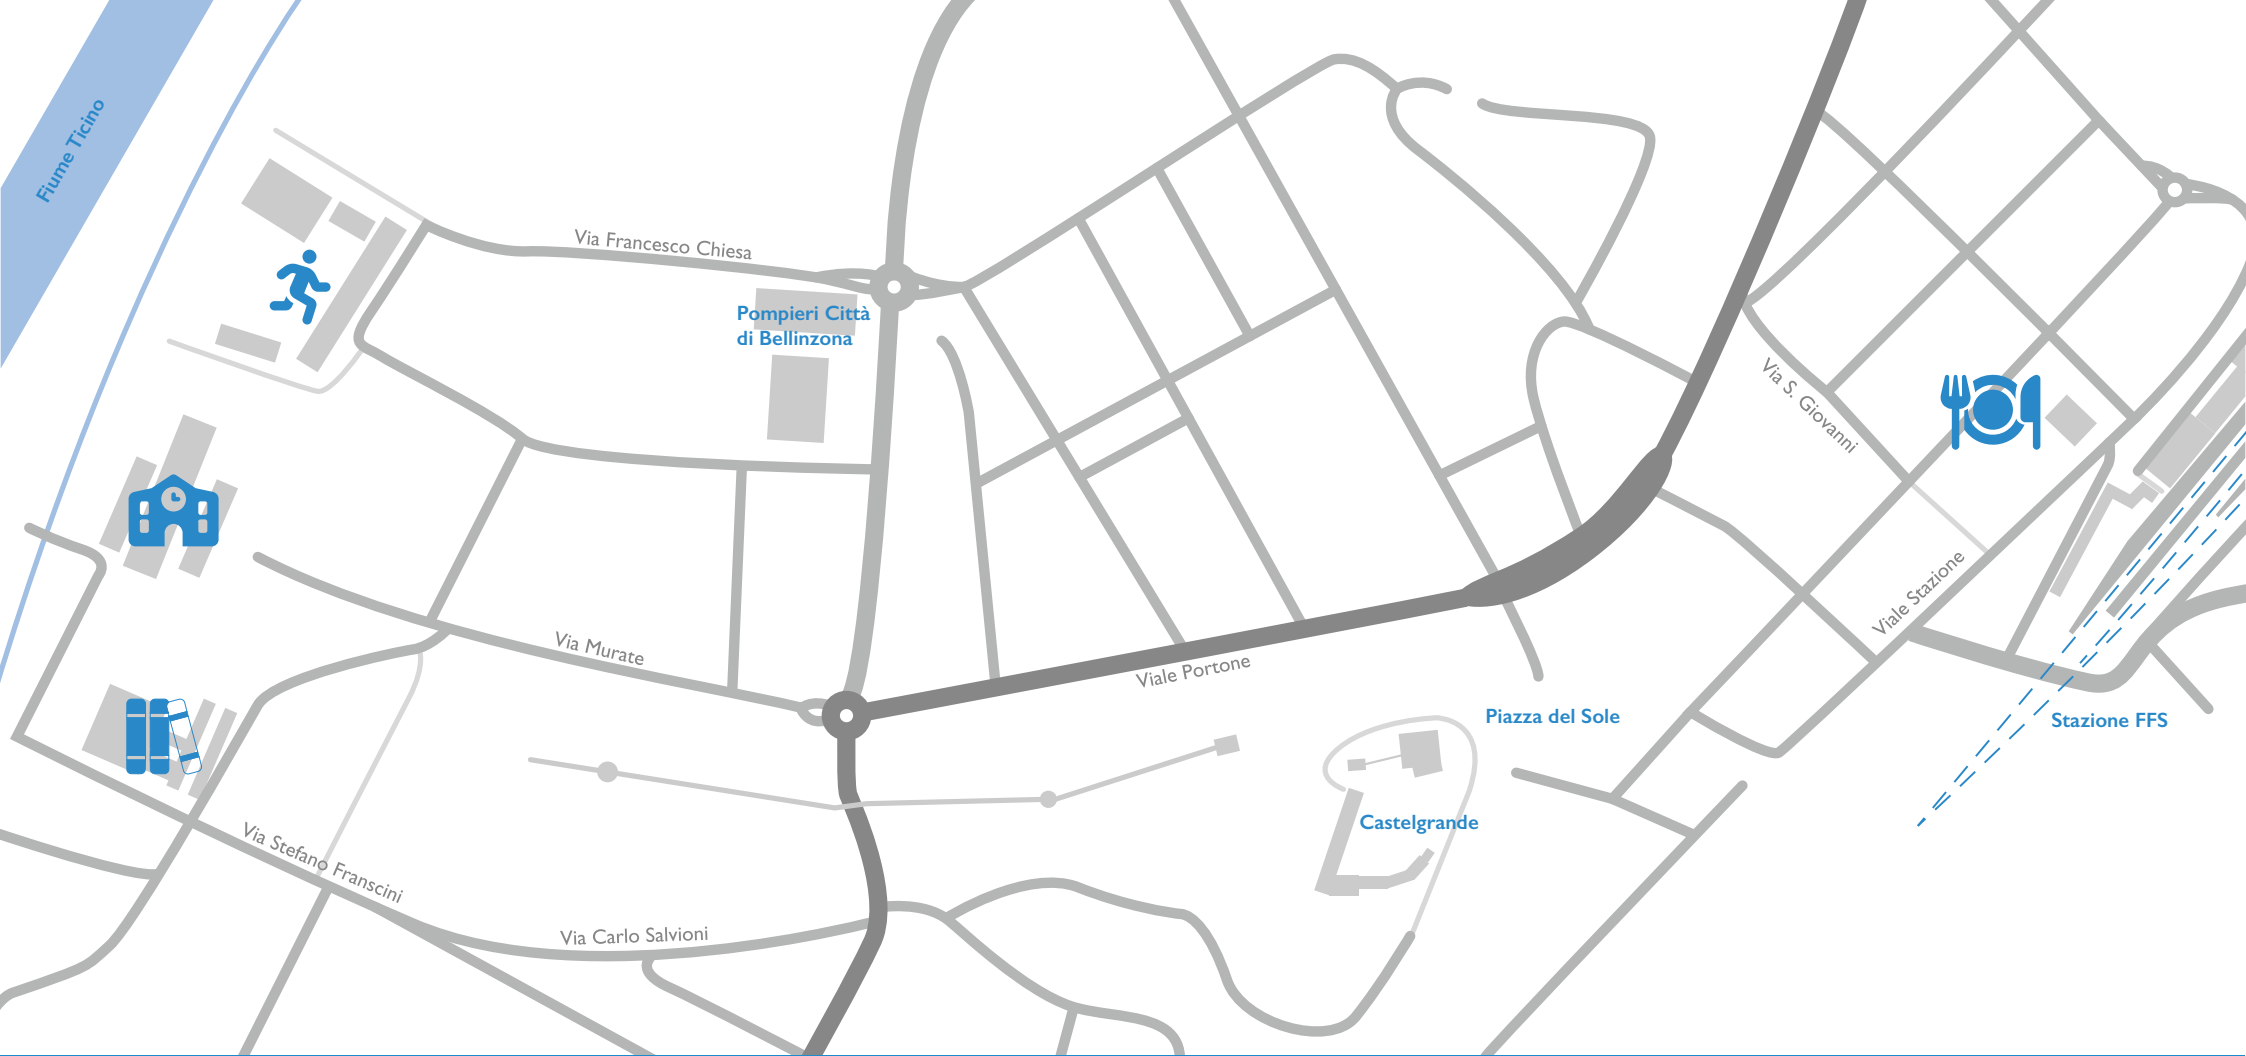 Fiume Ticino
Via Francesco Chiesa
Pompieri Città
di Bellinzona
Via S. Giovanni
Viale Stazione
Via Murate
Viale Portone
Piazza del Sole
Stazione FFS
Castelgrande
Via Stefano Franscini
Via Carlo Salvioni